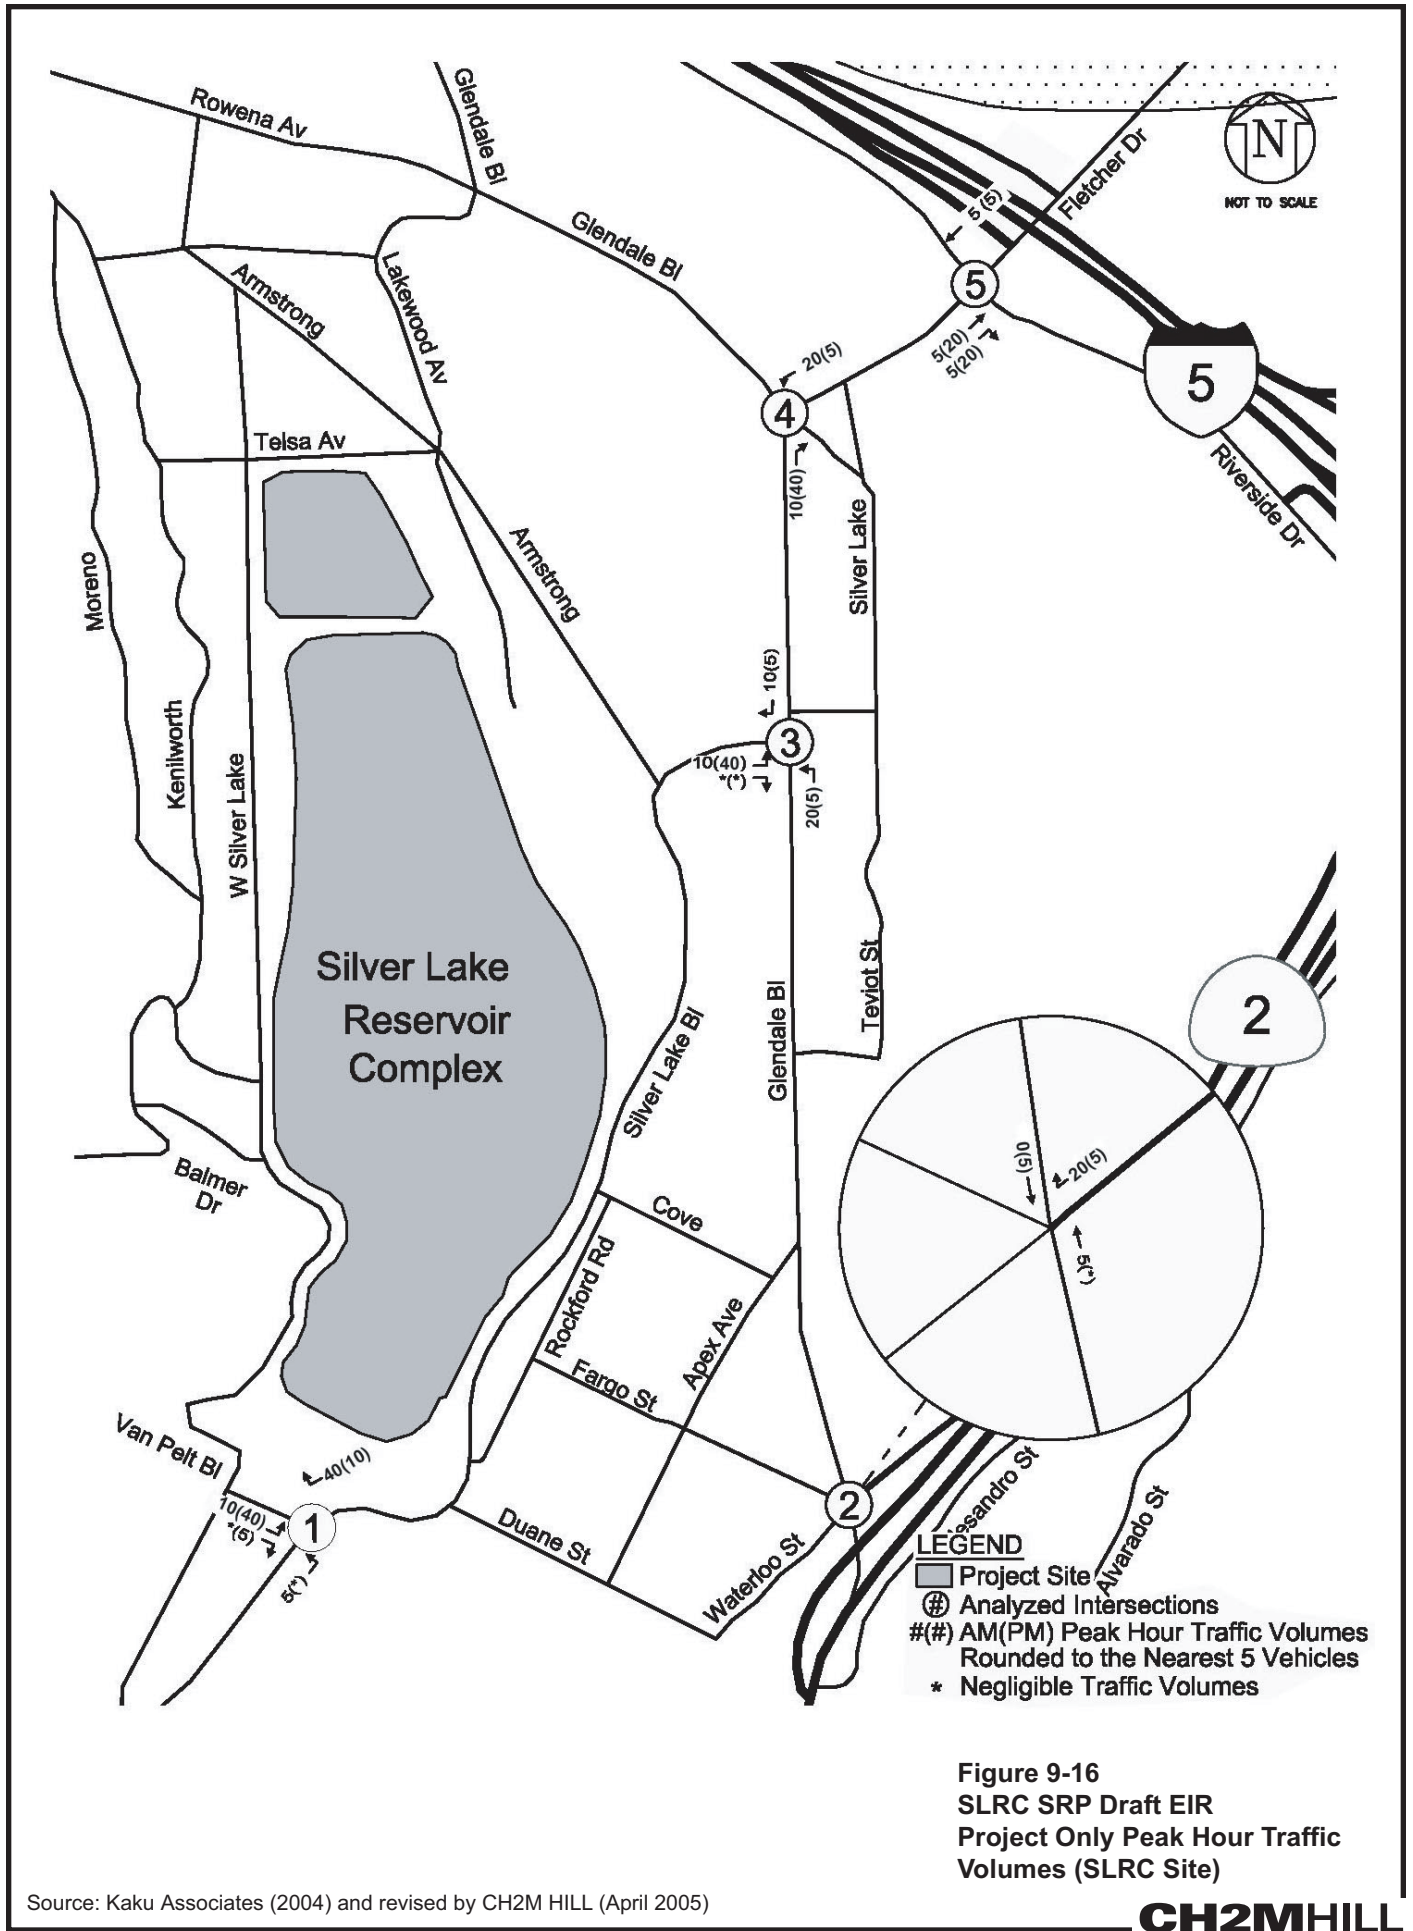 Rowena Av
Glendale Bl
Glendale Bl
Fletcher Dr
N
NOT TO SCALE
5 (5)
5
5(20)
5(20)
20(5)
4
10(40)
5
Riverside Dr
Armstrong
Lakewood Av
Telsa Av
Armstrong
Silver Lake
Moreno
Kenilworth
W Silver Lake
10(5)
3
10(40)
*(*)
20(5)
Silver Lake
Reservoir
Complex
Silver Lake Bl
Glendale Bl
Teviot St
2
0(5)
20(5)
5(*)
Balmer
Dr
Cove
Rockford Rd
Apex Ave
Fargo St
Van Pelt Bl
40(10)
10(40)
*(5)
1
5(*)
Duane St
Waterloo St
2
esandro St
Alvarado St
LEGEND
Project Site
# Analyzed Intersections
#(#) AM(PM) Peak Hour Traffic Volumes
Rounded to the Nearest 5 Vehicles
* Negligible Traffic Volumes
Figure 9-16
SLRC SRP Draft EIR
Project Only Peak Hour Traffic
Volumes (SLRC Site)
Source: Kaku Associates (2004) and revised by CH2M HILL (April 2005)
CH2MHILL